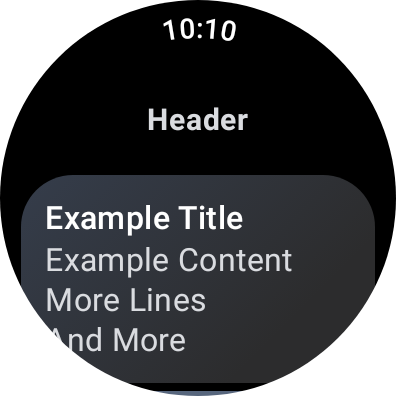 10:10
Header
Example Title
Example Content
More Lines
And More